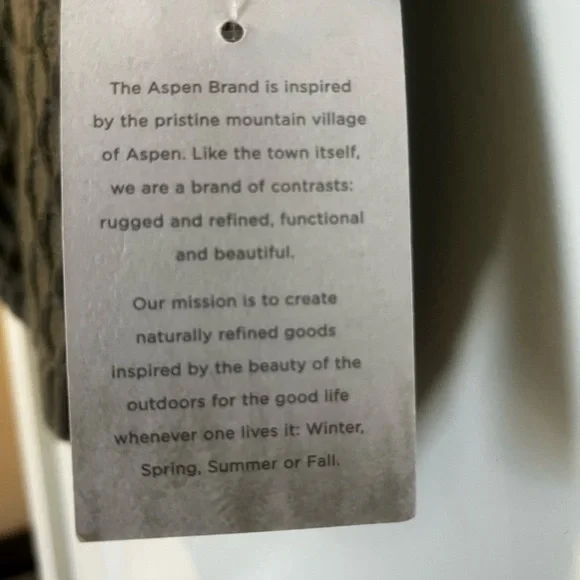 The Aspen Brand is inspired
by the pristine mountain village
of Aspen. Like the town itself,
we are a brand of contrasts:
rugged and refined, functional
and beautiful.
Our mission is to create
naturally refined goods
inspired by the beauty of the
outdoors for the good life
whenever one lives it: Winter,
Spring, Summer or Fall.